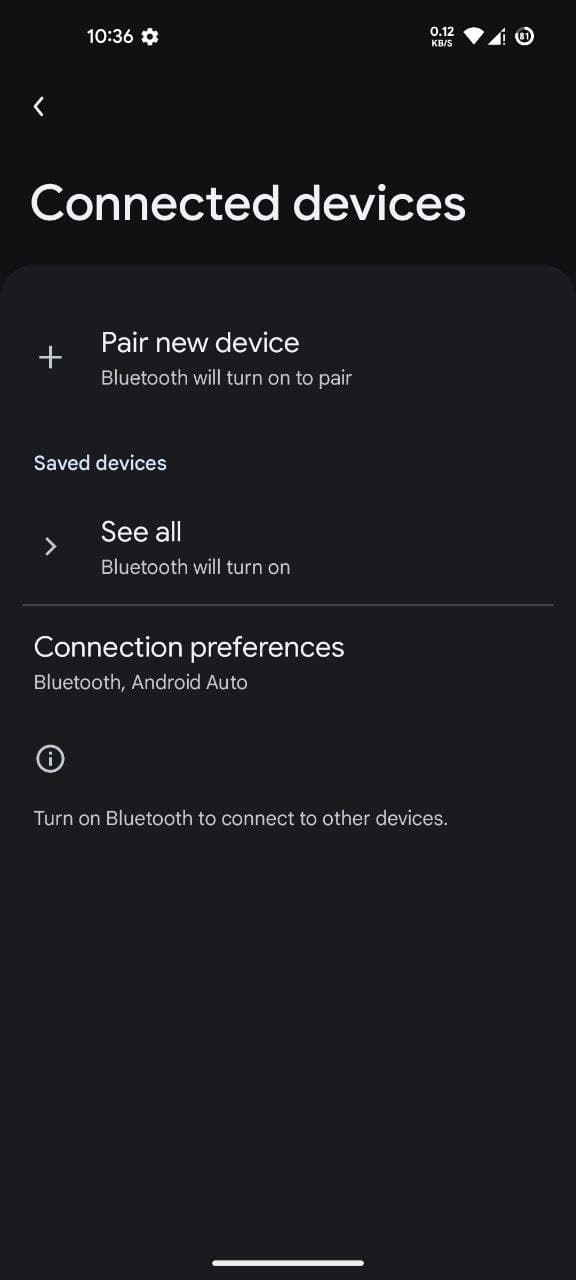 10:36
0.12
KB/S
81
Connected devices
Pair new device
Bluetooth will turn on to pair
Saved devices
See all
Bluetooth will turn on
Connection preferences
Bluetooth, Android Auto
Turn on Bluetooth to connect to other devices.